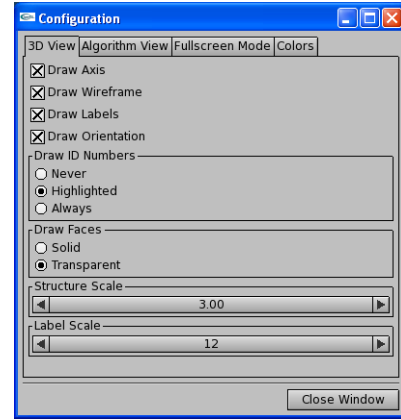 Configuration
3D View Algorithm View Fullscreen Mode Colors
Draw Axis
Draw Wireframe
Draw Labels
Draw Orientation
Draw ID Numbers
Never
Highlighted
Always
Draw Faces
Solid
Transparent
Structure Scale
3.00
Label Scale
12
Close Window